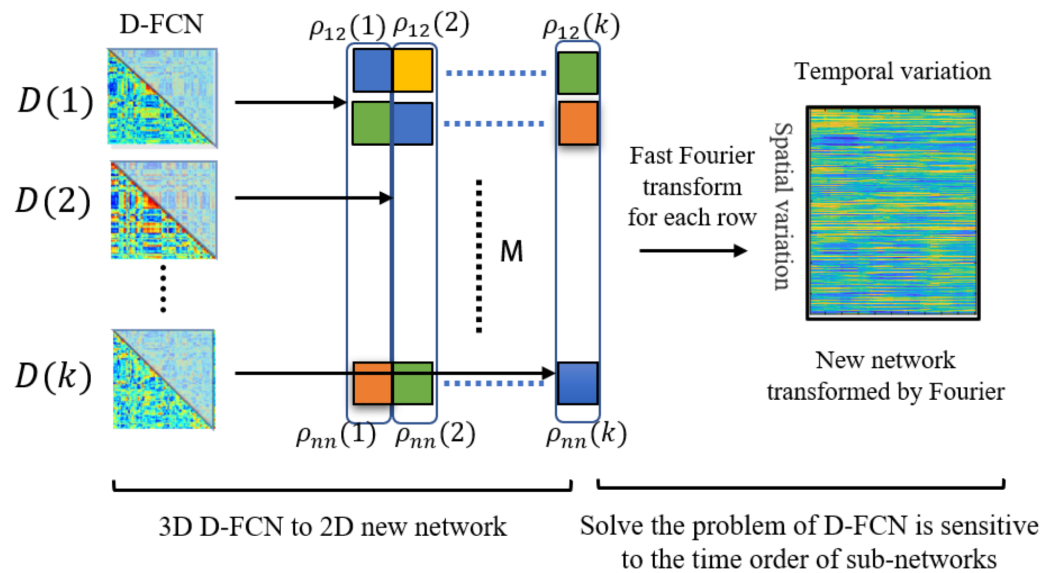 D-FCN
ρ₁₂(1) ρ₁₂(2) ρ₁₂(k)
D(1)
D(2)
D(k)
M
ρₙₙ(1) ρₙₙ(2) ρₙₙ(k)
Fast Fourier
transform
for each row
Temporal variation
Spatial variation
New network
transformed by Fourier
3D D-FCN to 2D new network
Solve the problem of D-FCN is sensitive
to the time order of sub-networks